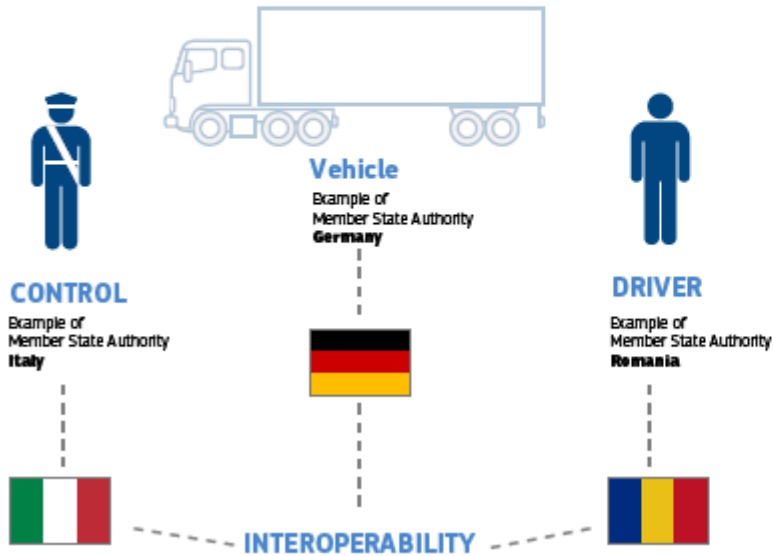 Vehicle
Example of
Member State Authority
Germany
CONTROL
Example of
Member State Authority
Italy
DRIVER
Example of
Member State Authority
Romania
INTEROPERABILITY